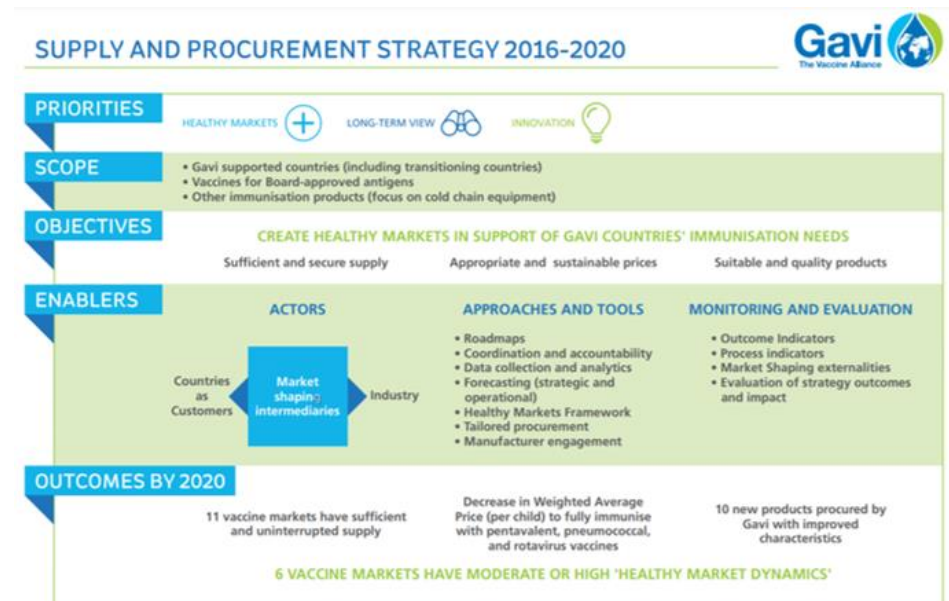 SUPPLY AND PROCUREMENT STRATEGY 2016-2020
Gavi
The Vaccine Alliance
PRIORITIES
HEALTHY MARKETS
LONG-TERM VIEW
INNOVATION
SCOPE
• Gavi supported countries (including transitioning countries)
• Vaccines for Board-approved antigens
• Other immunisation products (focus on cold chain equipment)
OBJECTIVES
CREATE HEALTHY MARKETS IN SUPPORT OF GAVI COUNTRIES' IMMUNISATION NEEDS
Sufficient and secure supply
Appropriate and sustainable prices
Suitable and quality products
ENABLERS
ACTORS
Countries
as
Customers
Market
shaping
intermediaries
Industry
APPROACHES AND TOOLS
• Roadmaps
• Coordination and accountability
• Data collection and analytics
• Forecasting (strategic and
operational)
• Healthy Markets Framework
• Tailored procurement
• Manufacturer engagement
MONITORING AND EVALUATION
• Outcome Indicators
• Process indicators
• Market Shaping externalities
• Evaluation of strategy outcomes
and impact
OUTCOMES BY 2020
11 vaccine markets have sufficient
and uninterrupted supply
Decrease in Weighted Average
Price (per child) to fully immunise
with pentavalent, pneumococcal,
and rotavirus vaccines
10 new products procured by
Gavi with improved
characteristics
6 VACCINE MARKETS HAVE MODERATE OR HIGH 'HEALTHY MARKET DYNAMICS'